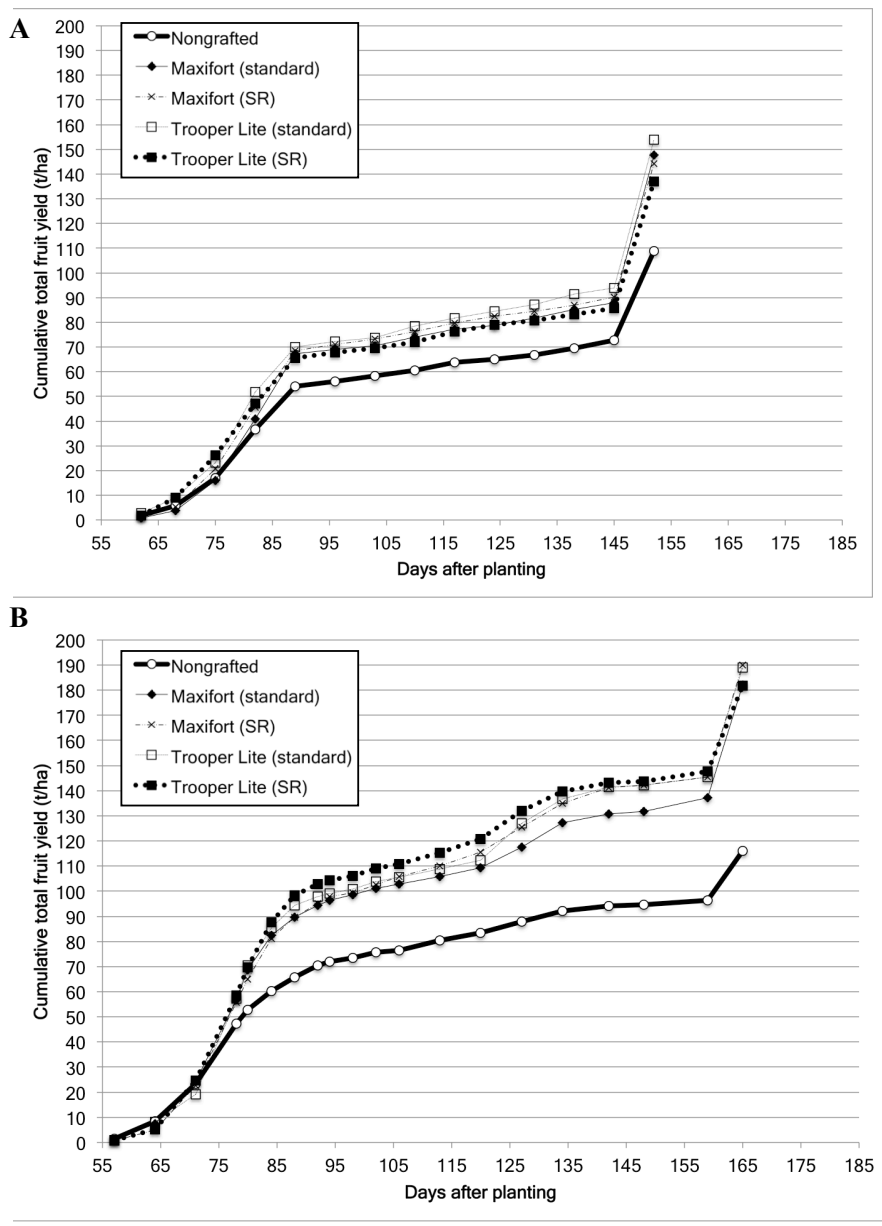 A
200
190
180
170
160
150
140
130
120
110
100
90
80
70
60
50
40
30
20
10
0
Cumulative total fruit yield (t/ha)
Nongrafted
Maxifort (standard)
Maxifort (SR)
Trooper Lite (standard)
Trooper Lite (SR)
55 65 75 85 95 105 115 125 135 145 155 165 175 185
Days after planting
B
200
190
180
170
160
150
140
130
120
110
100
90
80
70
60
50
40
30
20
10
0
Cumulative total fruit yield (t/ha)
Nongrafted
Maxifort (standard)
Maxifort (SR)
Trooper Lite (standard)
Trooper Lite (SR)
55 65 75 85 95 105 115 125 135 145 155 165 175 185
Days after planting